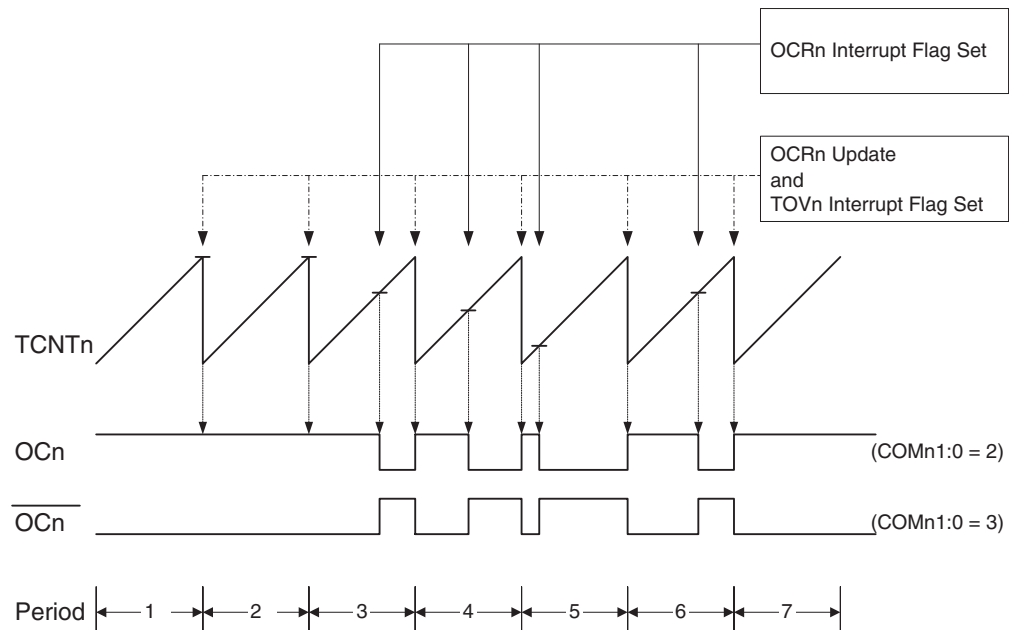 OCRn Interrupt Flag Set
OCRn Update
and
TOVn Interrupt Flag Set
TCNTn
OCn
(COMn1:0 = 2)
OCn
(COMn1:0 = 3)
Period
1
2
3
4
5
6
7